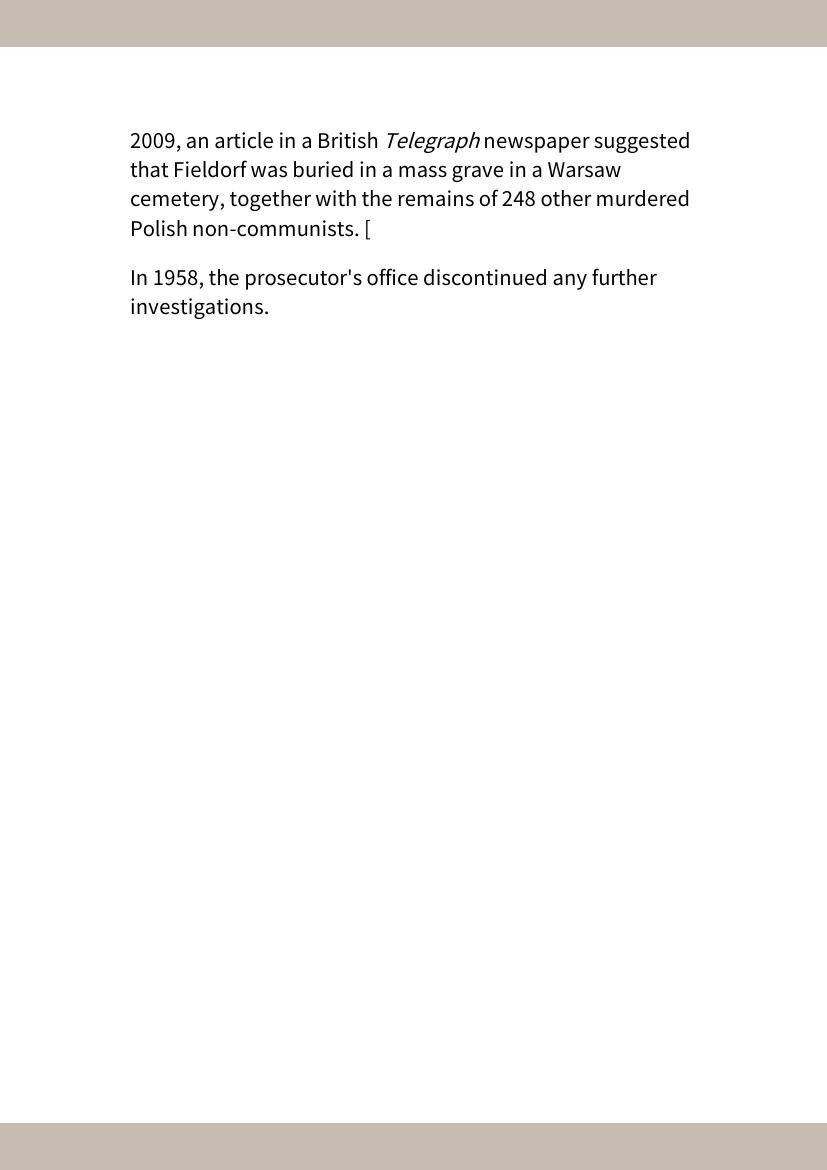 2009, an article in a British Telegraph newspaper suggested
that Fieldorf was buried in a mass grave in a Warsaw
cemetery, together with the remains of 248 other murdered
Polish non-communists. [
In 1958, the prosecutor's office discontinued any further
investigations.